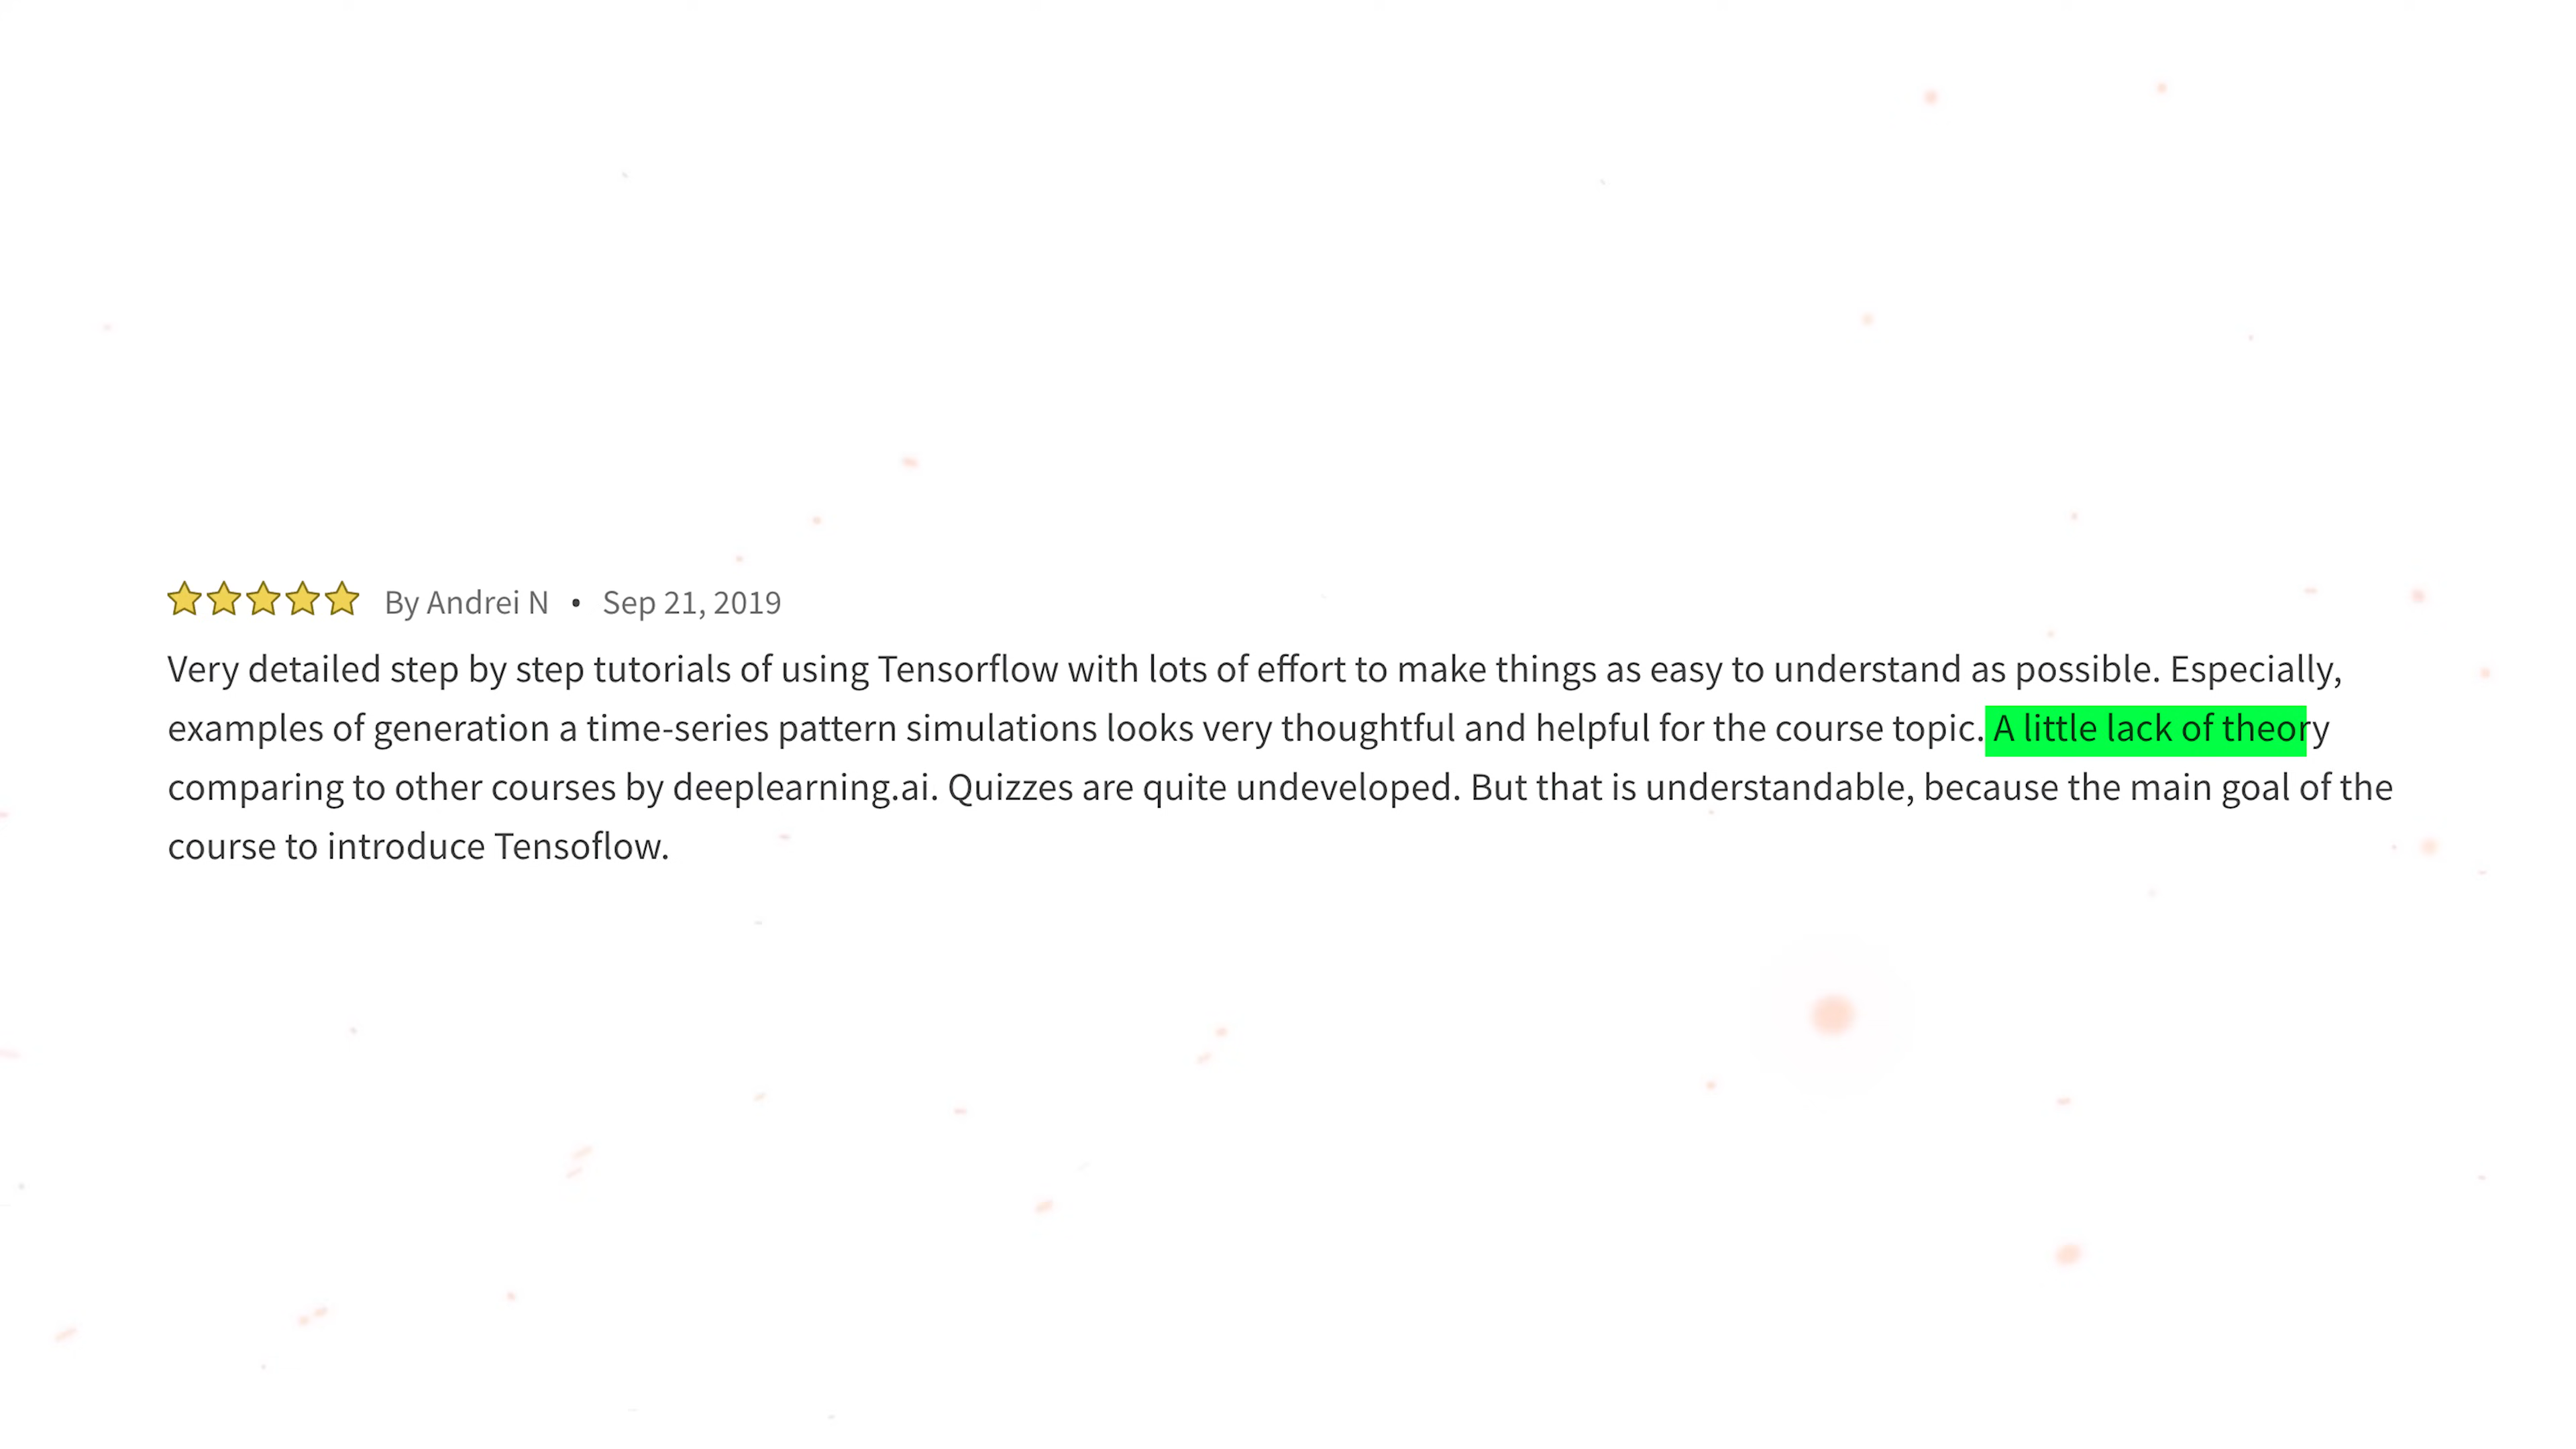 By Andrei N • Sep 21, 2019
Very detailed step by step tutorials of using Tensorflow with lots of effort to make things as easy to understand as possible. Especially,
examples of generation a time-series pattern simulations looks very thoughtful and helpful for the course topic. A little lack of theory
comparing to other courses by deeplearning.ai. Quizzes are quite undeveloped. But that is understandable, because the main goal of the
course to introduce Tensoflow.